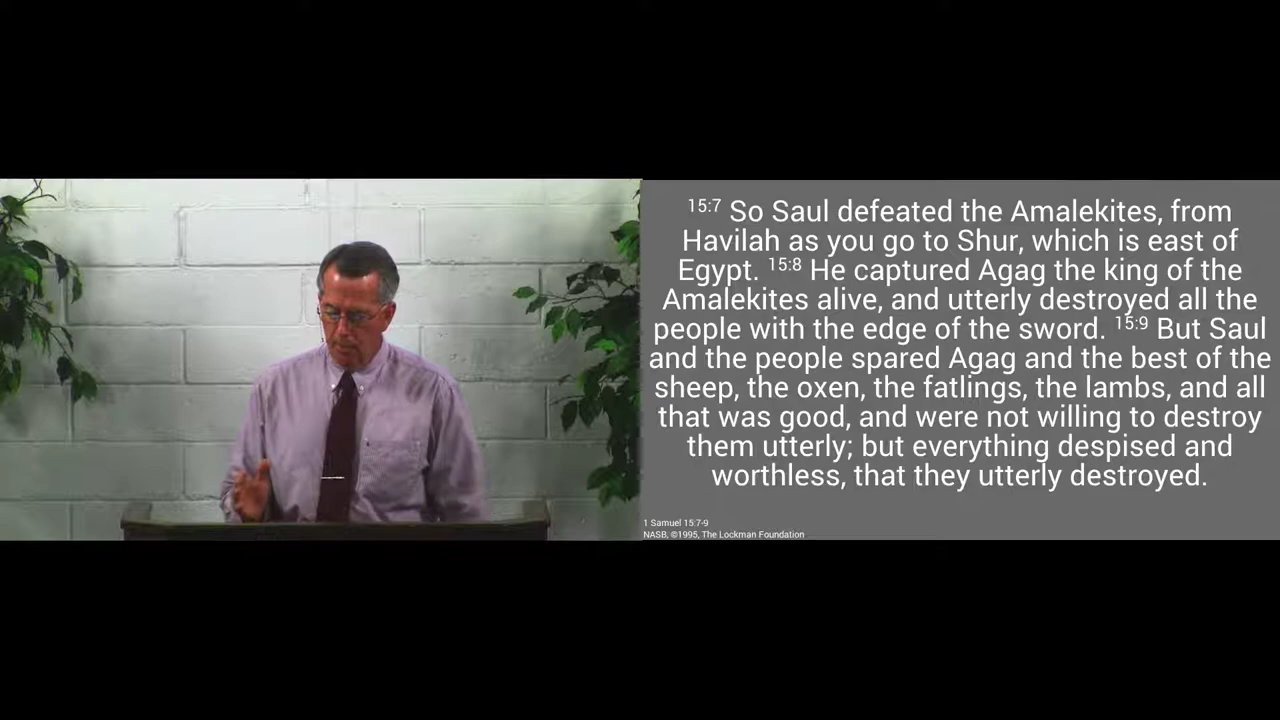 15:7 So Saul defeated the Amalekites, from
Havilah as you go to Shur, which is east of
Egypt. 15:8 He captured Agag the king of the
Amalekites alive, and utterly destroyed all the
people with the edge of the sword. 15:9 But Saul
and the people spared Agag and the best of the
sheep, the oxen, the fatlings, the lambs, and all
that was good, and were not willing to destroy
them utterly; but everything despised and
worthless, that they utterly destroyed.
1 Samuel 15:7-9
NASB, ©1995, The Lockman Foundation